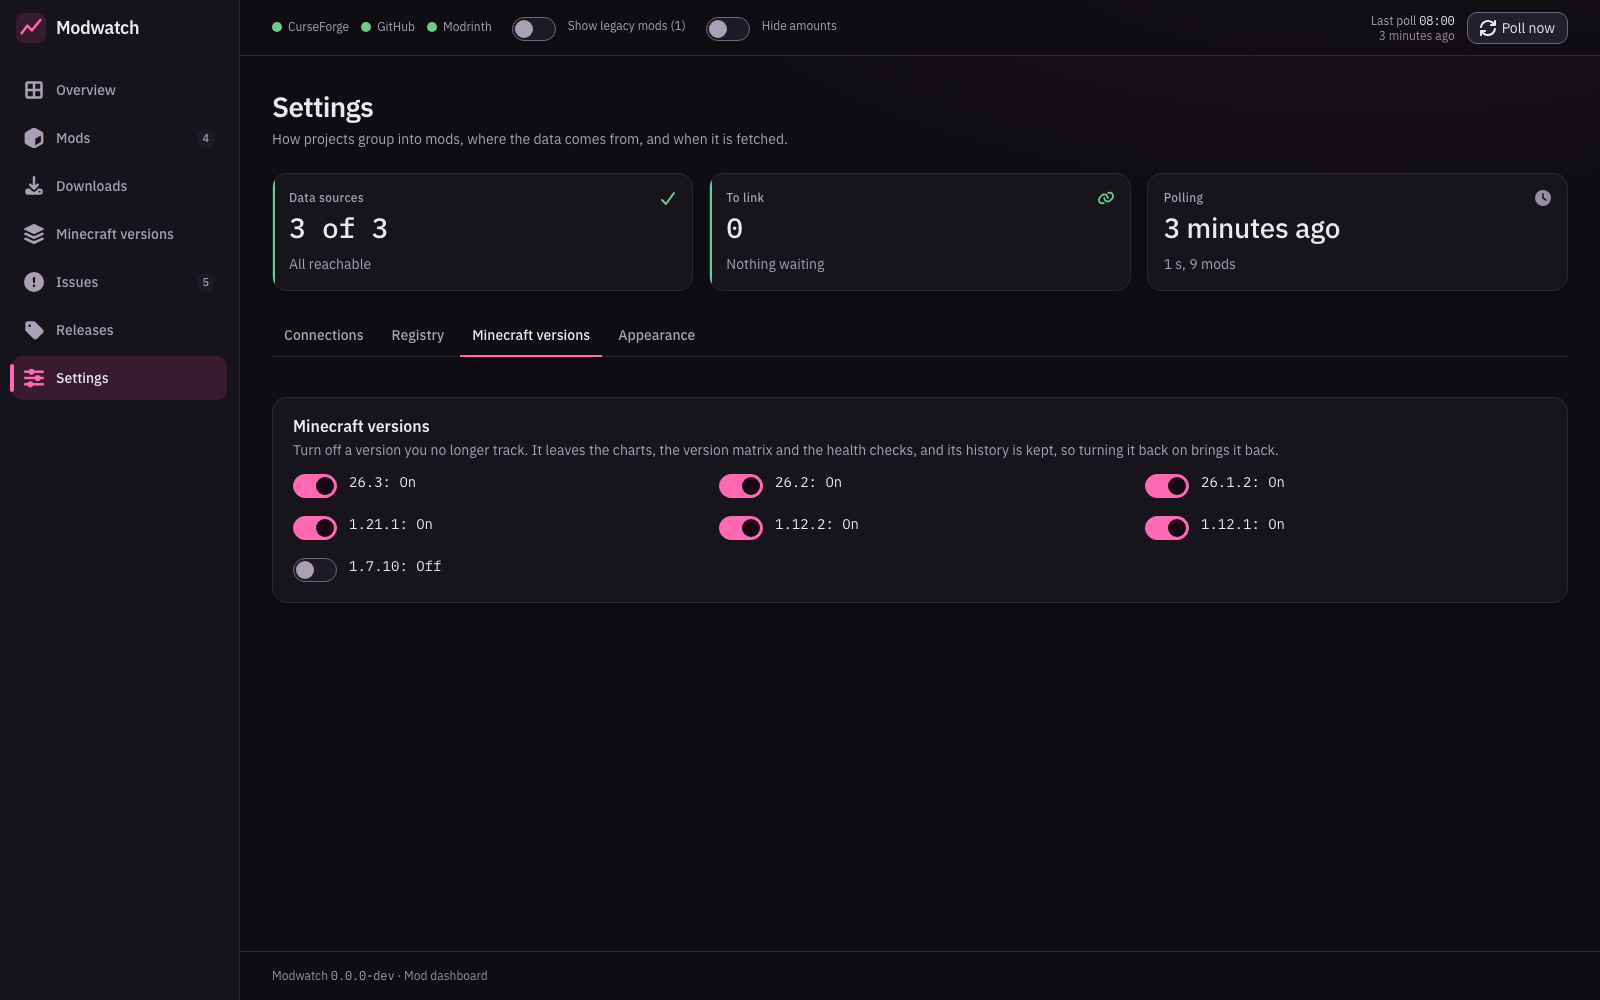 Modwatch
CurseForge
GitHub
Modrinth
Show legacy mods (1)
Hide amounts
Last poll 08:00
3 minutes ago
Poll now
Overview
Mods
4
Downloads
Minecraft versions
Issues
5
Releases
Settings
Settings
How projects group into mods, where the data comes from, and when it is fetched.
Data sources
3 of 3
All reachable
To link
0
Nothing waiting
Polling
3 minutes ago
1 s, 9 mods
Connections
Registry
Minecraft versions
Appearance
Minecraft versions
Turn off a version you no longer track. It leaves the charts, the version matrix and the health checks, and its history is kept, so turning it back on brings it back.
26.3: On
26.2: On
26.1.2: On
1.21.1: On
1.12.2: On
1.12.1: On
1.7.10: Off
Modwatch 0.0.0-dev · Mod dashboard